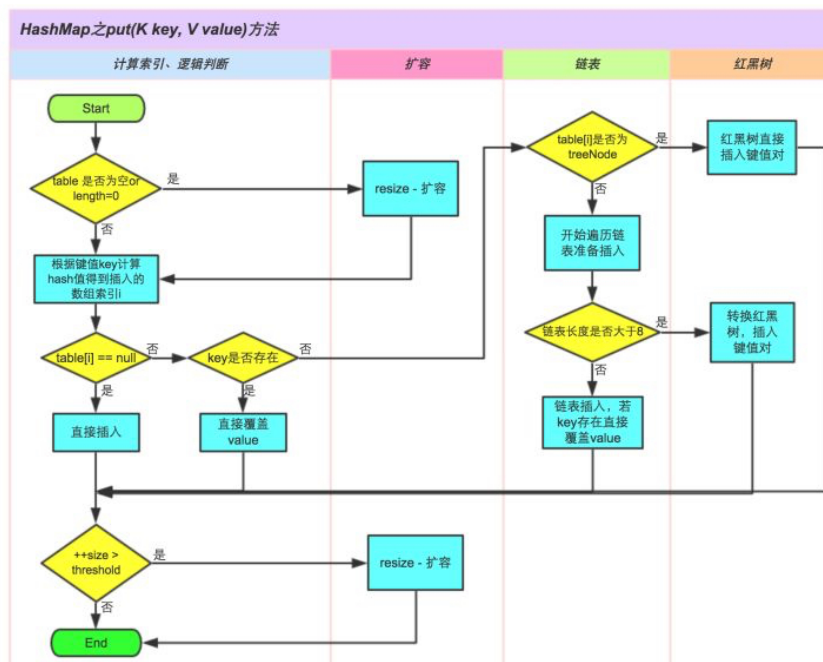 HashMap之put(K key, V value)方法
计算索引、逻辑判断
扩容
链表
红黑树
Start
table 是否为空or
length=0
是
resize - 扩容
否
根据键值key计算
hash值得到插入的
数组索引i
table[i] == null
否
key是否存在
否
是
直接插入
是
直接覆盖
value
table[i]是否为
treeNode
是
红黑树直接
插入键值对
否
开始遍历链
表准备插入
链表长度是否大于8
是
转换红黑
树，插入
键值对
否
链表插入，若
key存在直接
覆盖value
++size >
threshold
是
resize - 扩容
否
End